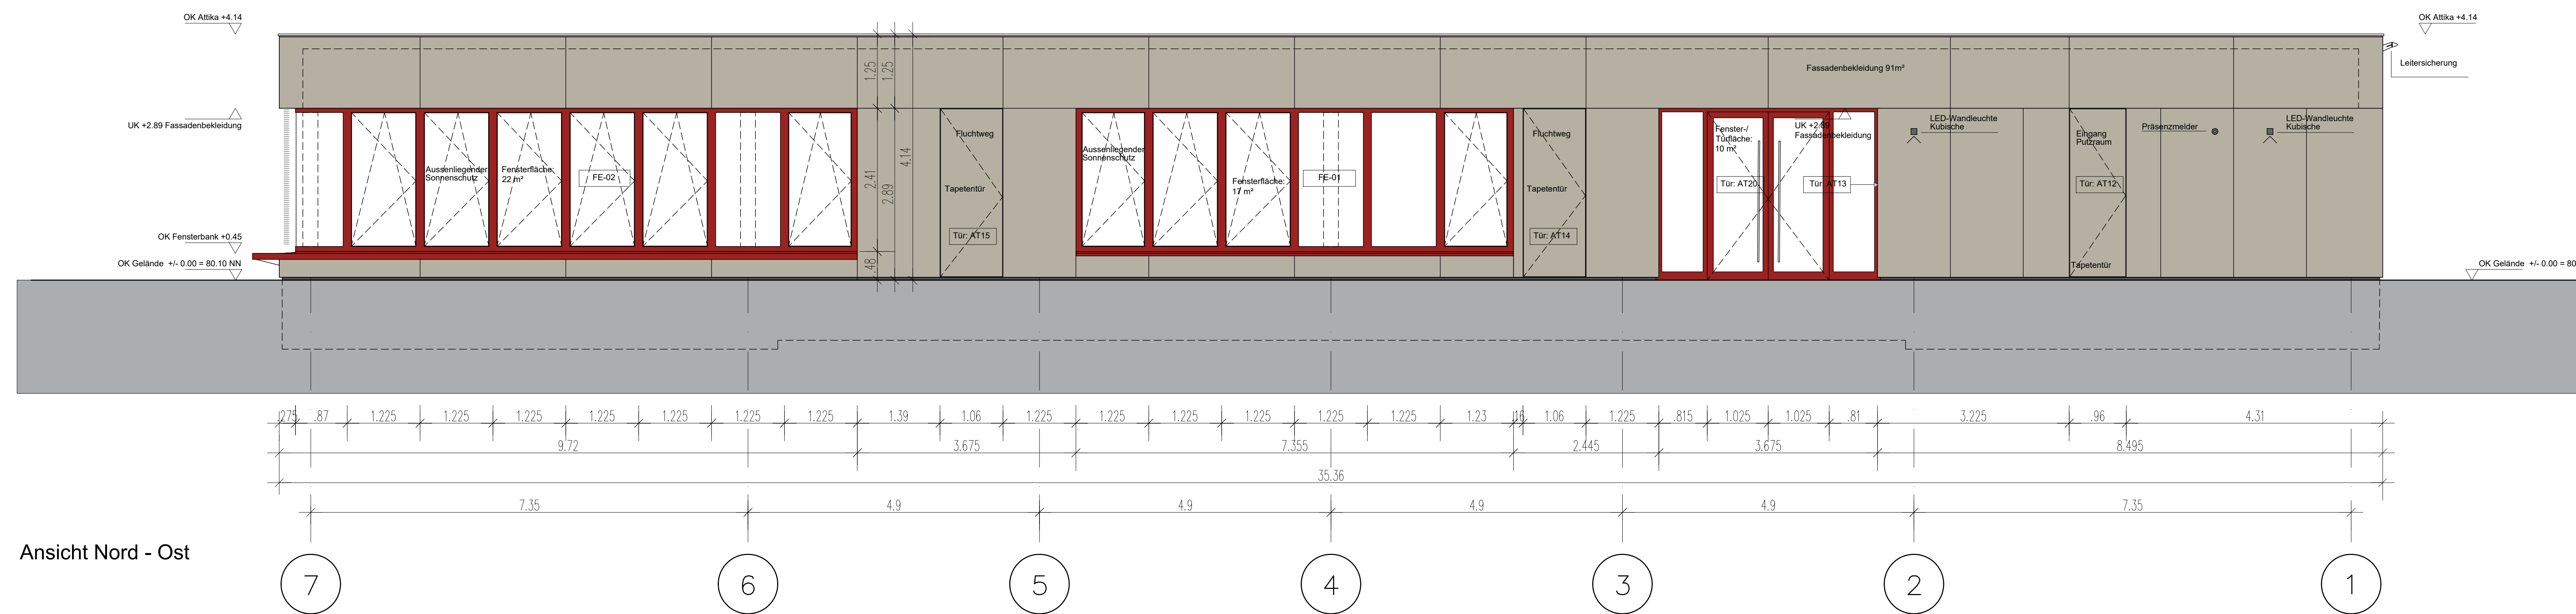 OK Attika +4.14
OK Attika +4.14
Leitersicherung
Fassadenbekleidung 91m²
1.25
1.25
UK +2.89 Fassadenbekleidung
Aussenliegender
Sonnenschutz
Fensterfläche:
22 m²
FE-02
2.41
2.89
4.14
.48
Fluchtweg
Tapetentür
Tür: AT15
Aussenliegender
Sonnenschutz
Fensterfläche:
17 m²
FE-01
Fluchtweg
Tapetentür
Tür: AT14
Fenster-/
Türfläche:
10 m²
Tür: AT20
UK +2.89
Fassadenbekleidung
Tür: AT13
LED-Wandleuchte
Kubische
Eingang
Putzraum
Tür: AT12
Tapetentür
Präsenzmelder
LED-Wandleuchte
Kubische
OK Fensterbank +0.45
OK Gelände +/- 0.00 = 80.10 NN
OK Gelände +/- 0.00 = 80
.275 .87 1.225 1.225 1.225 1.225 1.225 1.225 1.225 1.39 1.06 1.225 1.225 1.225 1.225 1.225 1.225 1.23 .16 1.06 1.225 .815 1.025 1.025 .81 3.225 .96 4.31
9.72 3.675 7.355 2.445 3.675 8.495
35.36
7.35 4.9 4.9 4.9 4.9 7.35
Ansicht Nord - Ost
7 6 5 4 3 2 1